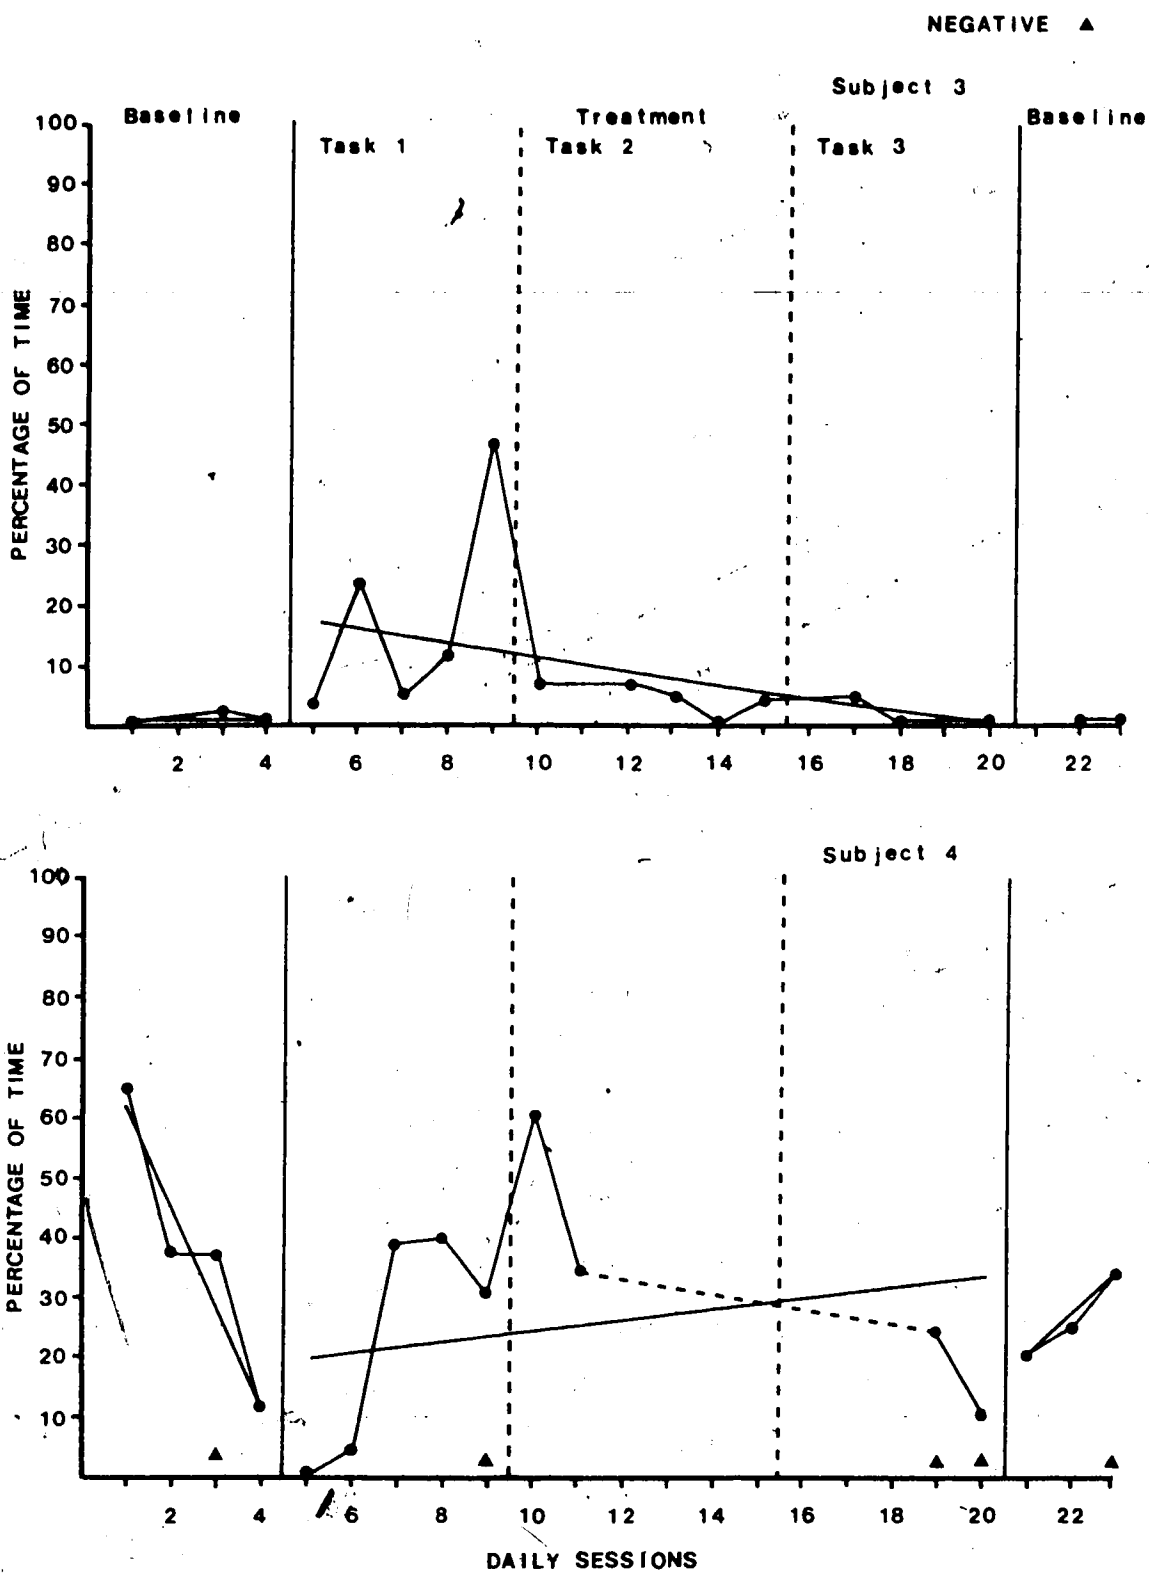 NEGATIVE ▲
Subject 3
Baseline Treatment Baseline
Task 1 Task 2 Task 3
100
90
80
70
60
50
40
30
20
10
PERCENTAGE OF TIME
2 4 6 8 10 12 14 16 18 20 22
Subject 4
100
90
80
70
60
50
40
30
20
10
PERCENTAGE OF TIME
2 4 6 8 10 12 14 16 18 20 22
DAILY SESSIONS